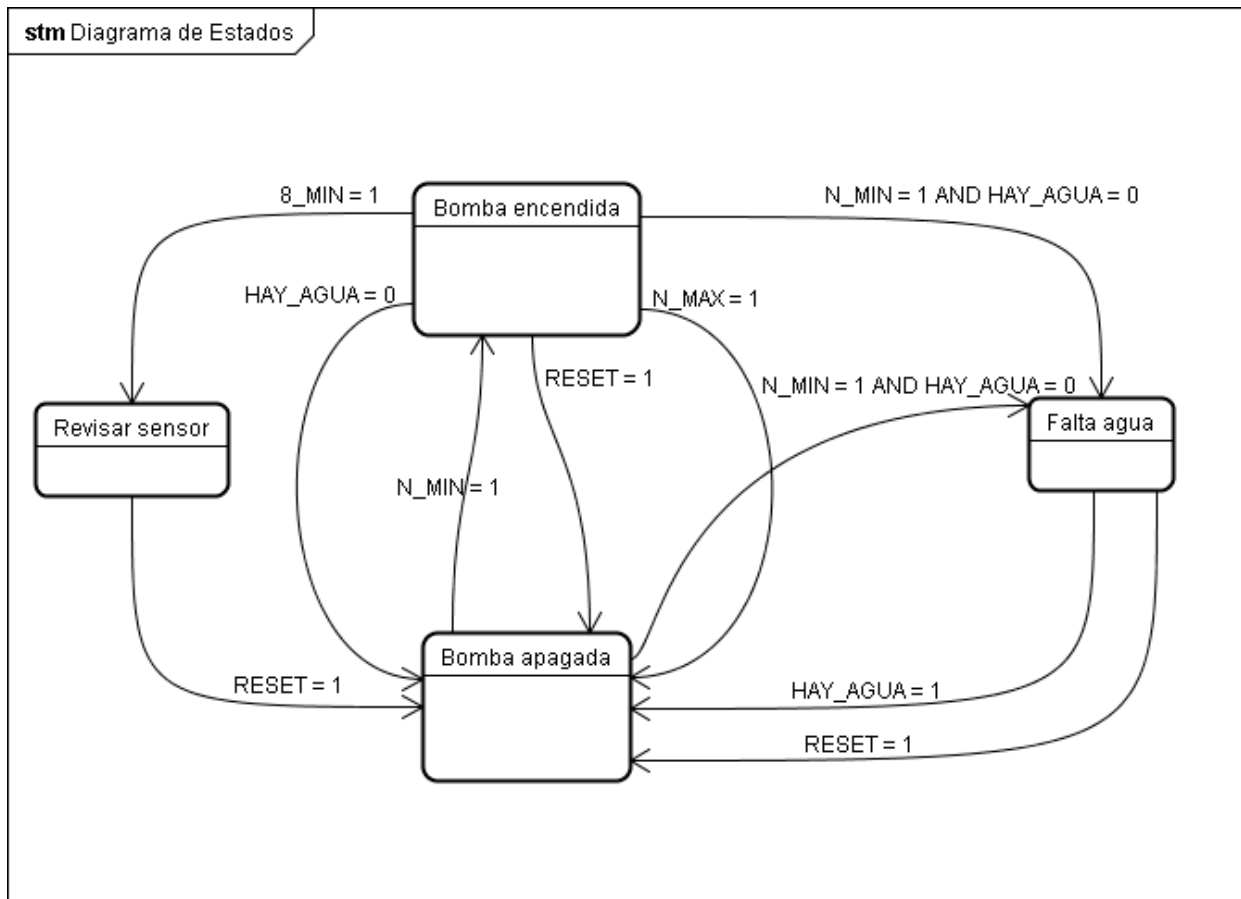 stm Diagrama de Estados
8_MIN = 1
Bomba encendida
N_MIN = 1 AND HAY_AGUA = 0
HAY_AGUA = 0
N_MAX = 1
RESET = 1
N_MIN = 1 AND HAY_AGUA = 0
Revisar sensor
Falta agua
N_MIN = 1
Bomba apagada
RESET = 1
HAY_AGUA = 1
RESET = 1